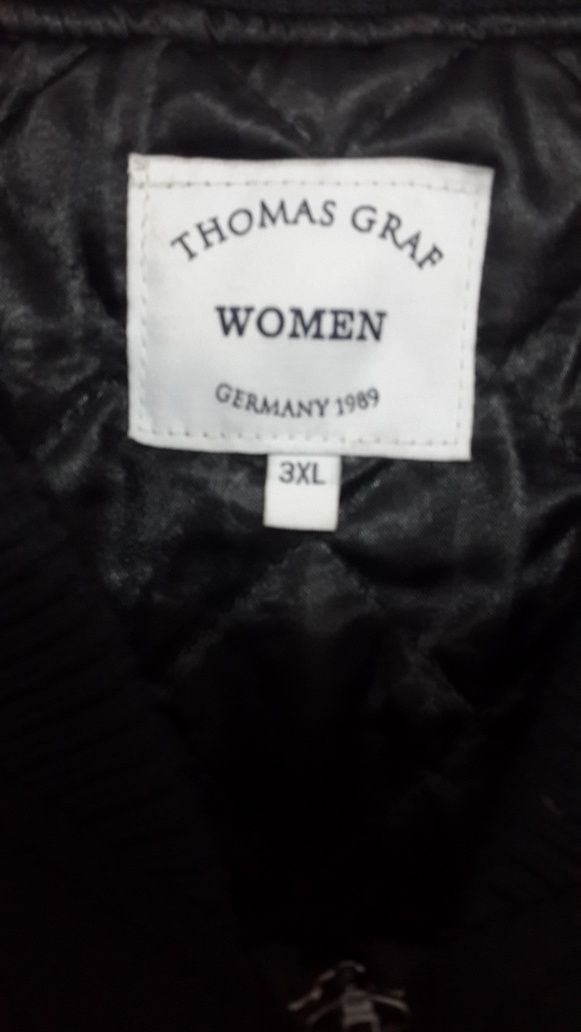 THOMAS GRAF
WOMEN
GERMANY 1989
3XL